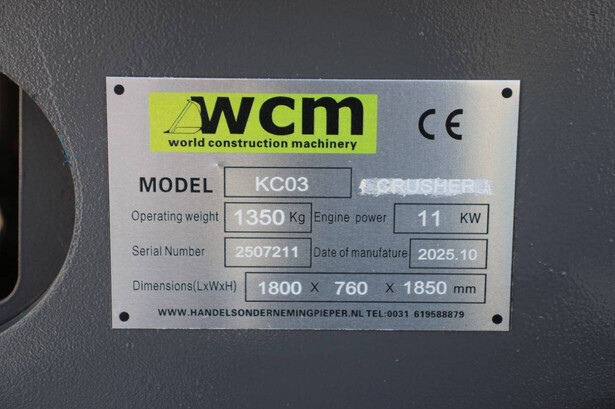 wcm
world construction machinery
CE
MODEL KC03 CRUSHER
Operating weight 1350 Kg Engine power 11 KW
Serial Number 2507211 Date of manufature 2025.10
Dimensions(LxWxH) 1800 x 760 x 1850 mm
WWW.HANDELSONDERNEMINGPIEPER.NL TEL:0031 619588879